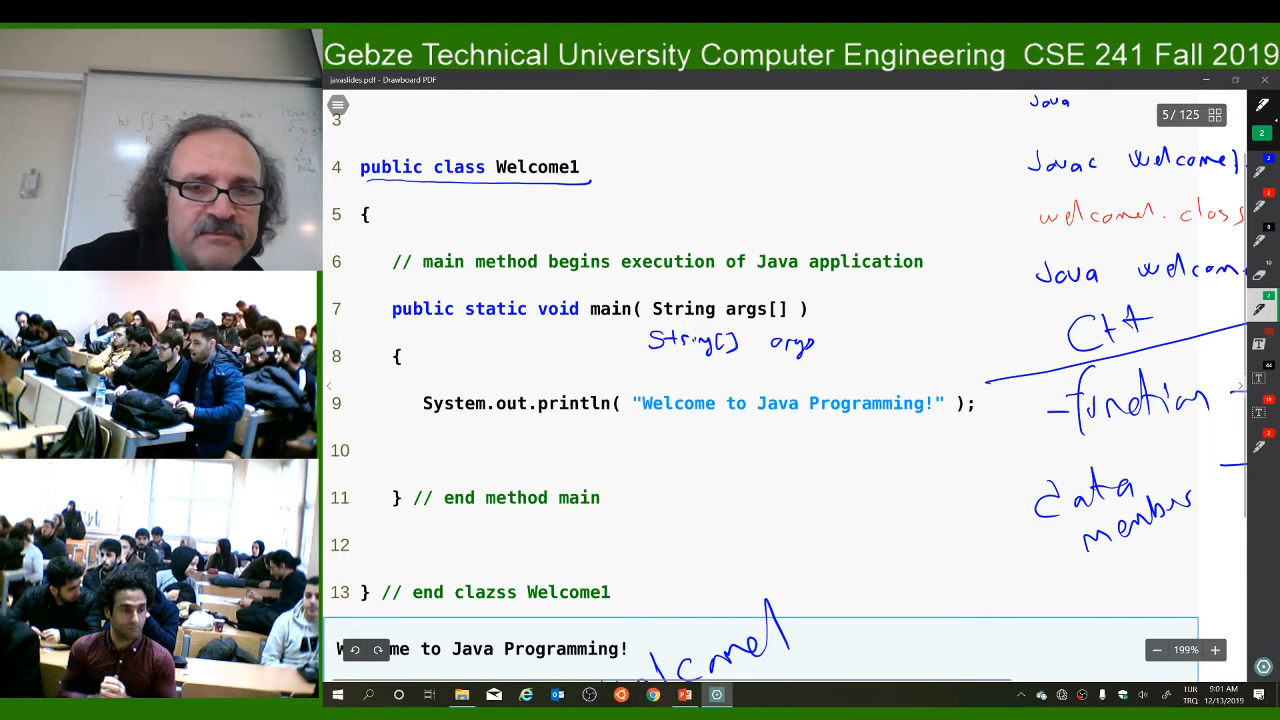 Gebze Technical University Computer Engineering CSE 241 Fall 2019
javaslides.pdf - Drawboard PDF
5 / 125
3
4 public class Welcome1
5 {
6 // main method begins execution of Java application
7 public static void main( String args[] )
String[] args
8 {
9 System.out.println( "Welcome to Java Programming!" );
10
11 } // end method main
12
13 } // end clazss Welcome1
me to Java Programming!
java
Javac welcome1.
welcome1.class
Java welcom
C++
-function -
data
member
199%
TUR
TRQ
9:01 AM
12/13/2019